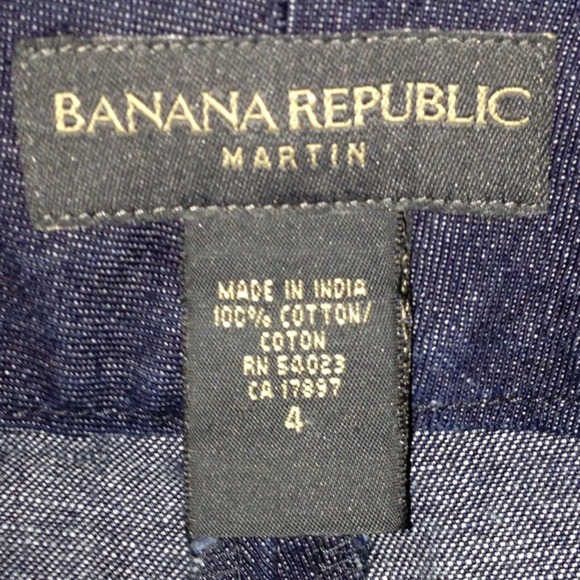 BANANA REPUBLIC
MARTIN
MADE IN INDIA
100% COTTON/
COTON
RN 54023
CA 17897
4